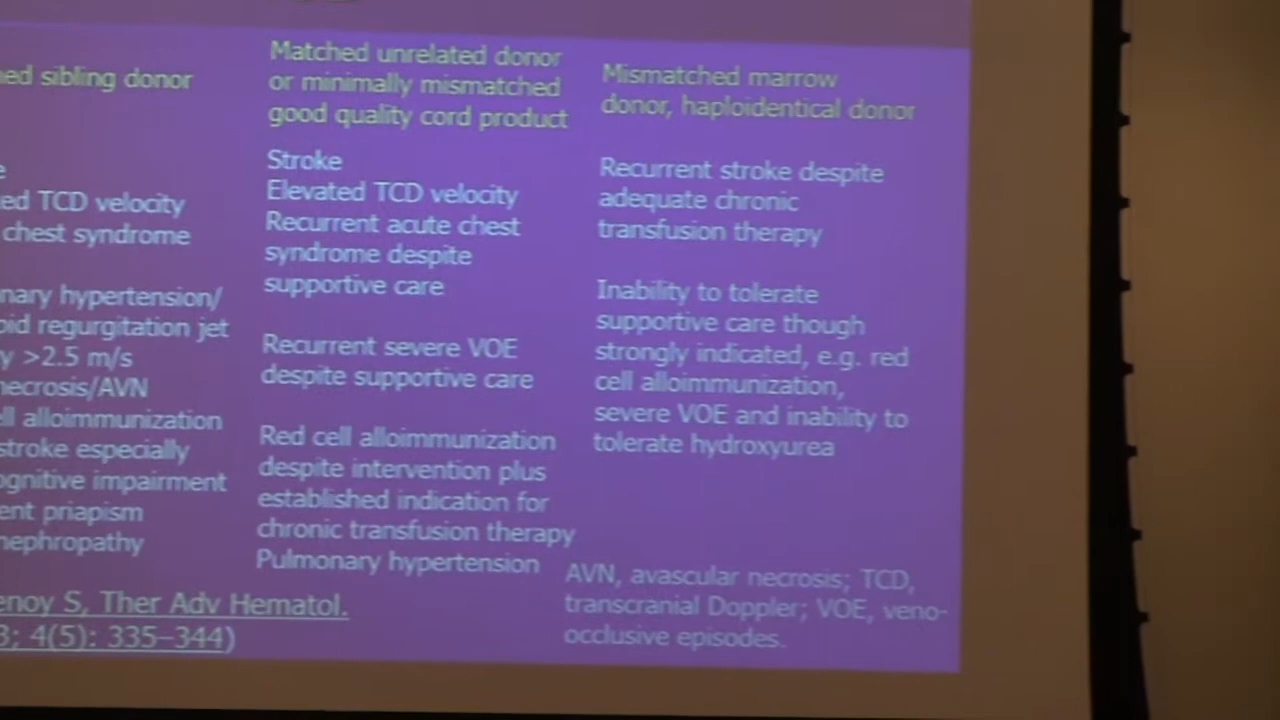 ed sibling donor
ed TCD velocity
chest syndrome
nary hypertension/
oid regurgitation jet
y >2.5 m/s
necrosis/AVN
ll alloimmunization
stroke especially
ognitive impairment
ent priapism
nephropathy
enoy S, Ther Adv Hematol.
3; 4(5): 335–344)
Matched unrelated donor
or minimally mismatched
good quality cord product
Stroke
Elevated TCD velocity
Recurrent acute chest
syndrome despite
supportive care
Recurrent severe VOE
despite supportive care
Red cell alloimmunization
despite intervention plus
established indication for
chronic transfusion therapy
Pulmonary hypertension
Mismatched marrow
donor, haploidentical donor
Recurrent stroke despite
adequate chronic
transfusion therapy
Inability to tolerate
supportive care though
strongly indicated, e.g. red
cell alloimmunization,
severe VOE and inability to
tolerate hydroxyurea
AVN, avascular necrosis; TCD,
transcranial Doppler; VOE, veno-
occlusive episodes.